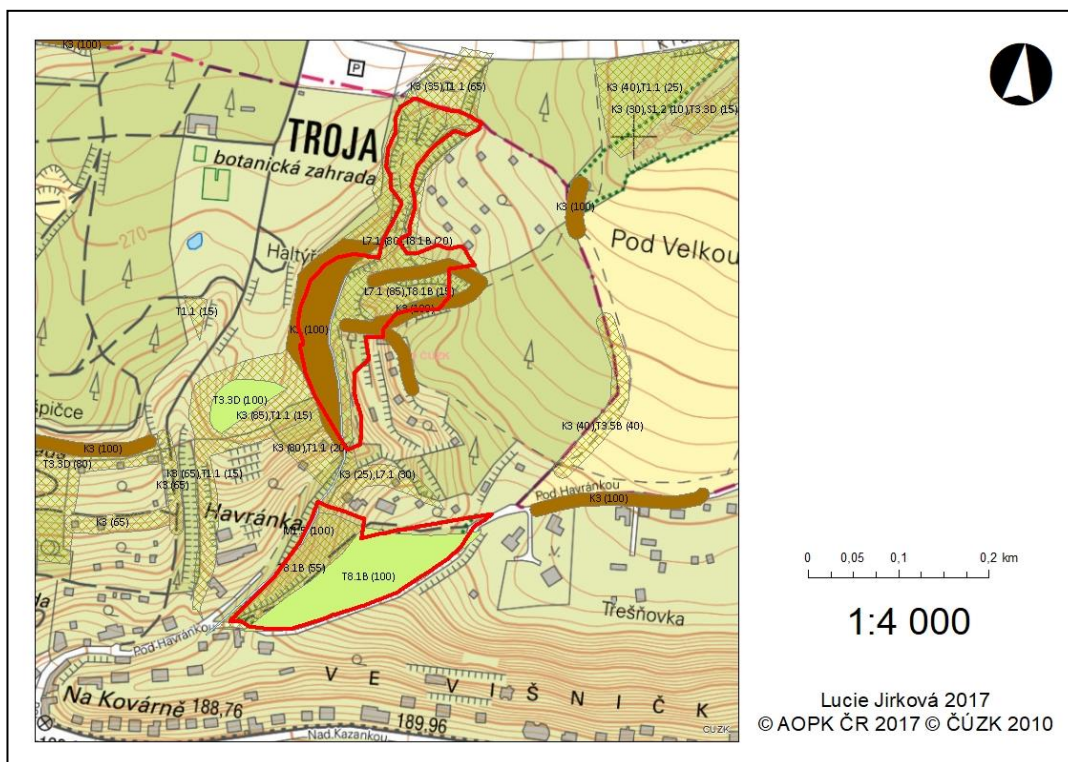 K3 (100)
P
K3 (35),T1.1 (65)
K3 (40),T1.1 (25)
K3 (30),S1.2 (10),T3.3D (15)
TROJA
botanická zahrada
K3 (100)
270
L7.1 (80),T8.1B (20)
Pod Velkou
L7.1 (85),T8.1B (15)
K3 (100)
T1.1 (15)
ČÚZK
T3.3D (100)
K3 (85),T1.1 (15)
K3 (40),T3.5B (40)
K3 (100)
K3 (80),T1.1 (20)
T3.3D (80)
K3 (65),T1.1 (15)
K3 (65)
K3 (25),L7.1 (30)
Pod Havránkou
K3 (100)
K3 (65)
Havránka
T8.1B (55)
T8.1B (100)
Třešňovka
Pod Havránkou
VE VIŠNIČK
Na Kovárně 188,76
189,96
Nad Kazankou
ČÚZK
0 0,05 0,1 0,2 km
1:4 000
Lucie Jirková 2017
© AOPK ČR 2017 © ČÚZK 2010